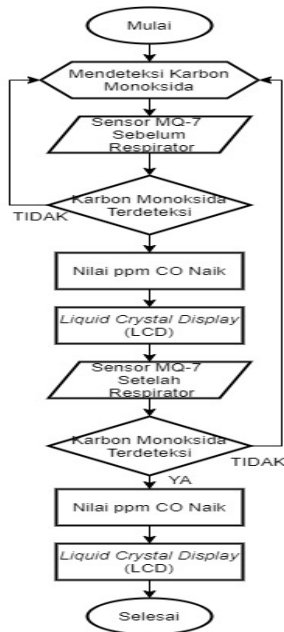 Mulai
Mendeteksi Karbon
Monoksida
Sensor MQ-7
Sebelum
Respirator
Karbon Monoksida
Terdeteksi
TIDAK
Nilai ppm CO Naik
Liquid Crystal Display
(LCD)
Sensor MQ-7
Setelah
Respirator
Karbon Monoksida
Terdeteksi
TIDAK
YA
Nilai ppm CO Naik
Liquid Crystal Display
(LCD)
Selesai